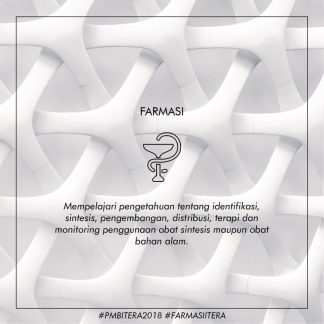 FARMASI
Mempelajari pengetahuan tentang identifikasi,
sintesis, pengembangan, distribusi, terapi dan
monitoring penggunaan obat sintesis maupun obat
bahan alam.
#PMBITERA2018 #FARMASIITERA